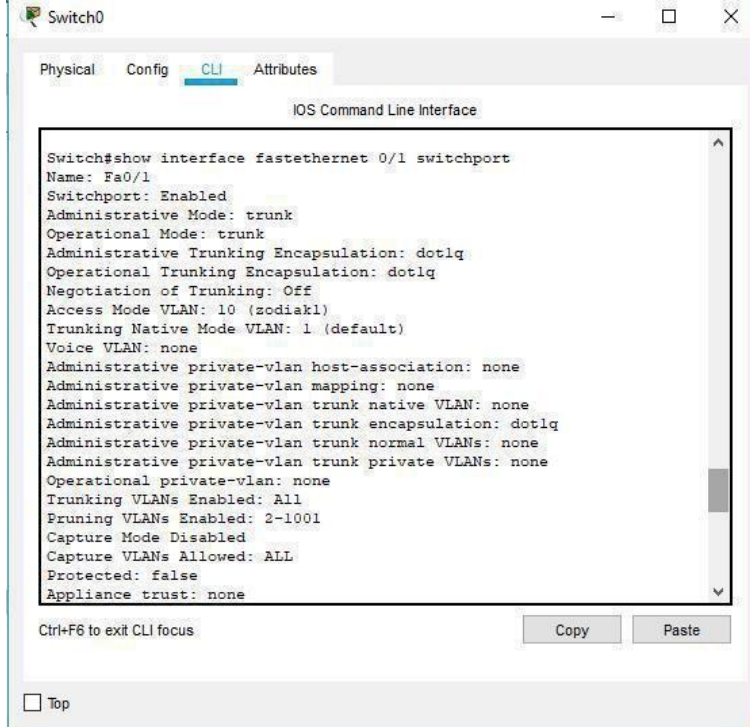 Switch0
Physical Config CLI Attributes
IOS Command Line Interface
Switch#show interface fastethernet 0/1 switchport
Name: Fa0/1
Switchport: Enabled
Administrative Mode: trunk
Operational Mode: trunk
Administrative Trunking Encapsulation: dot1q
Operational Trunking Encapsulation: dot1q
Negotiation of Trunking: Off
Access Mode VLAN: 10 (zodiak1)
Trunking Native Mode VLAN: 1 (default)
Voice VLAN: none
Administrative private-vlan host-association: none
Administrative private-vlan mapping: none
Administrative private-vlan trunk native VLAN: none
Administrative private-vlan trunk encapsulation: dot1q
Administrative private-vlan trunk normal VLANs: none
Administrative private-vlan trunk private VLANs: none
Operational private-vlan: none
Trunking VLANs Enabled: All
Pruning VLANs Enabled: 2-1001
Capture Mode Disabled
Capture VLANs Allowed: ALL
Protected: false
Appliance trust: none
Ctrl+F6 to exit CLI focus
Copy Paste
Top